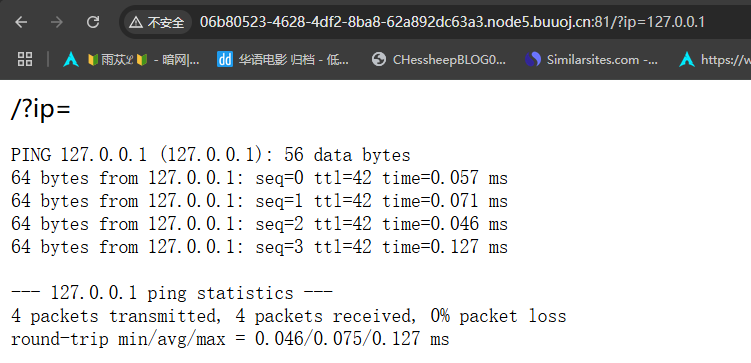 不安全 06b80523-4628-4df2-8ba8-62a892dc63a3.node5.buuoj.cn:81/?ip=127.0.0.1
🔰雨苁ℒ🔰 - 暗网|... 华语电影 归档 - 低... CHessheepBLOG0... Similarsites.com -... https://w
/?ip=
PING 127.0.0.1 (127.0.0.1): 56 data bytes
64 bytes from 127.0.0.1: seq=0 ttl=42 time=0.057 ms
64 bytes from 127.0.0.1: seq=1 ttl=42 time=0.071 ms
64 bytes from 127.0.0.1: seq=2 ttl=42 time=0.046 ms
64 bytes from 127.0.0.1: seq=3 ttl=42 time=0.127 ms
--- 127.0.0.1 ping statistics ---
4 packets transmitted, 4 packets received, 0% packet loss
round-trip min/avg/max = 0.046/0.075/0.127 ms